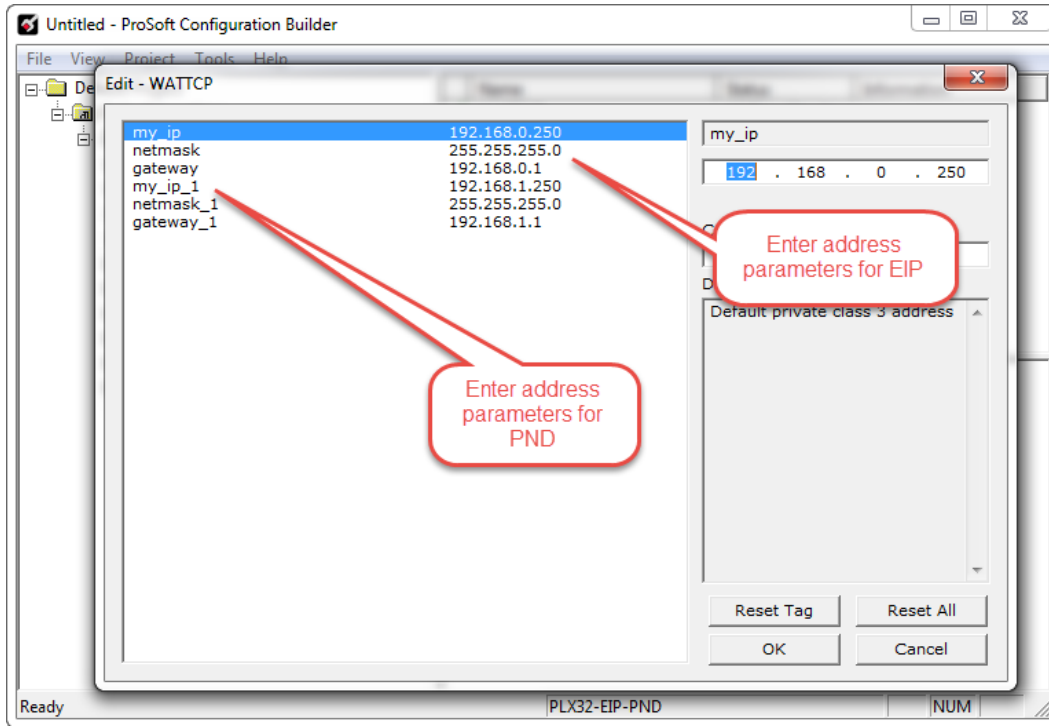 Untitled - ProSoft Configuration Builder
File View Project Tools Help
De
Edit - WATTCP
my_ip 192.168.0.250
netmask 255.255.255.0
gateway 192.168.0.1
my_ip_1 192.168.1.250
netmask_1 255.255.255.0
gateway_1 192.168.1.1
my_ip
192 . 168 . 0 . 250
C
Enter address
parameters for EIP
D
Default private class 3 address
Enter address
parameters for
PND
Reset Tag Reset All
OK Cancel
Ready PLX32-EIP-PND NUM